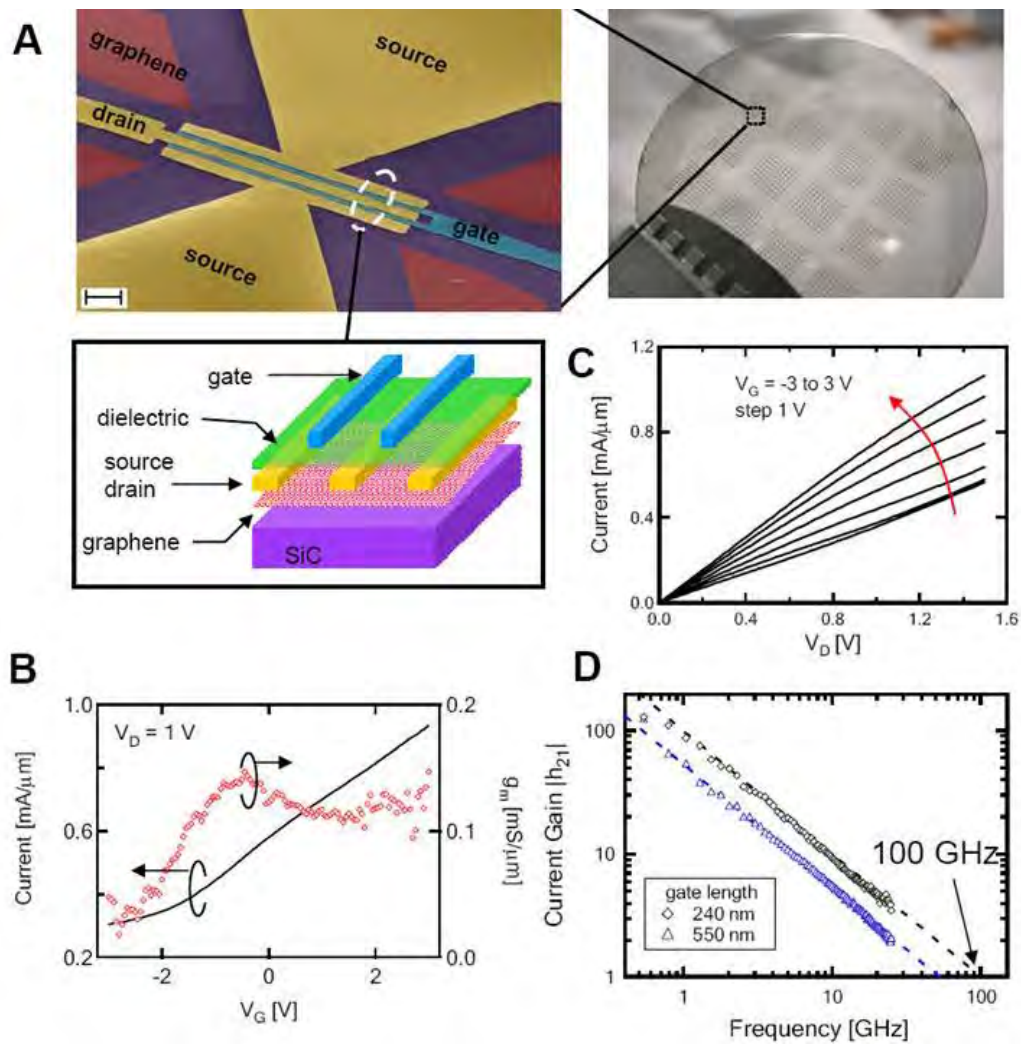 A
graphene
source
drain
gate
source
gate
dielectric
source
drain
graphene
SiC
C
1.2
0.8
0.4
0.0
Current [mA/μm]
V_G = -3 to 3 V
step 1 V
0.0 0.4 0.8 1.2 1.6
V_D [V]
B
1.0
0.6
0.2
Current [mA/μm]
V_D = 1 V
0.2
0.1
0.0
g_m [mS/μm]
-2 0 2
V_G [V]
D
100
10
1
Current Gain |h_21|
100 GHz
gate length
◇ 240 nm
△ 550 nm
1 10 100
Frequency [GHz]